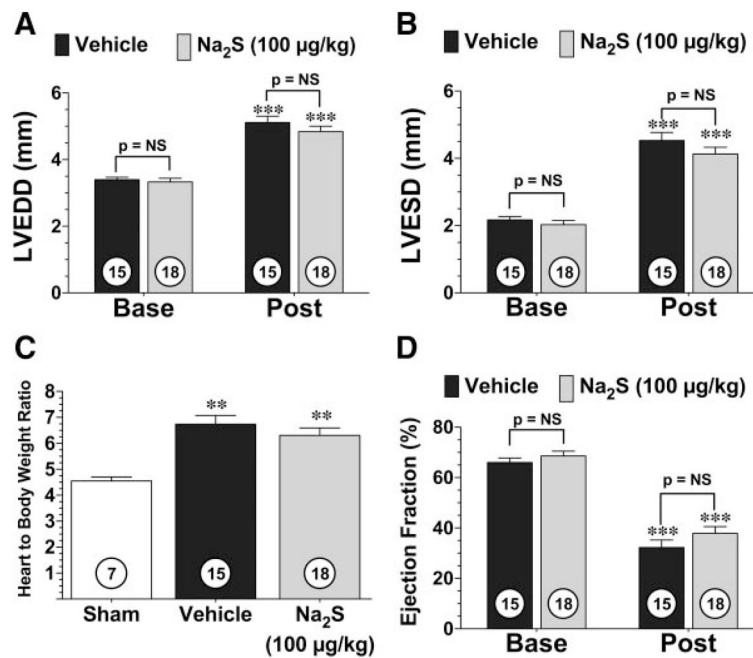 A
Vehicle
Na₂S (100 μg/kg)
LVEDD (mm)
6
4
2
0
p = NS
p = NS
***
***
15
18
15
18
Base
Post
B
Vehicle
Na₂S (100 μg/kg)
LVESD (mm)
6
4
2
0
p = NS
p = NS
***
***
15
18
15
18
Base
Post
C
Heart to Body Weight Ratio
8
7
6
5
4
3
2
1
**
**
7
15
18
Sham
Vehicle
Na₂S
(100 μg/kg)
D
Vehicle
Na₂S (100 μg/kg)
Ejection Fraction (%)
80
60
40
20
0
p = NS
p = NS
***
***
15
18
15
18
Base
Post